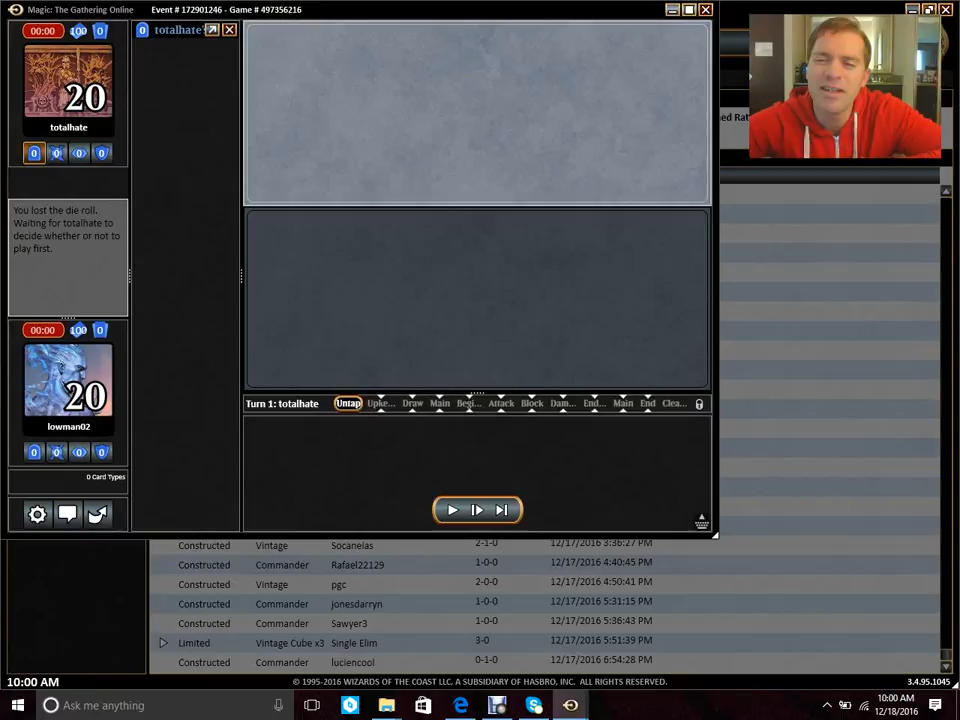 Magic: The Gathering Online Event # 172901246 - Game # 497356216
00:00 100 0
20
totalhate
0 0 0 0
0 totalhate
You lost the die roll.
Waiting for totalhate to
decide whether or not to
play first.
00:00 100 0
20
lowman02
0 0 0 0
0 Card Types
Turn 1: totalhate Untap Upke... Draw Main Begi... Attack Block Dam... End... Main End Clea...
ned Rat
Constructed Vintage Socanelas 2-1-0 12/17/2016 3:36:27 PM
Constructed Commander Rafael22129 1-0-0 12/17/2016 4:40:45 PM
Constructed Vintage pgc 2-0-0 12/17/2016 4:50:41 PM
Constructed Commander jonesdarryn 1-0-0 12/17/2016 5:31:15 PM
Constructed Commander Sawyer3 1-0-0 12/17/2016 5:36:43 PM
Limited Vintage Cube x3 Single Elim 3-0 12/17/2016 5:51:39 PM
Constructed Commander luciencool 0-1-0 12/17/2016 6:54:28 PM
10:00 AM © 1995-2016 WIZARDS OF THE COAST LLC, A SUBSIDIARY OF HASBRO, INC. ALL RIGHTS RESERVED. 3.4.95.1045
Ask me anything
10:00 AM
12/18/2016